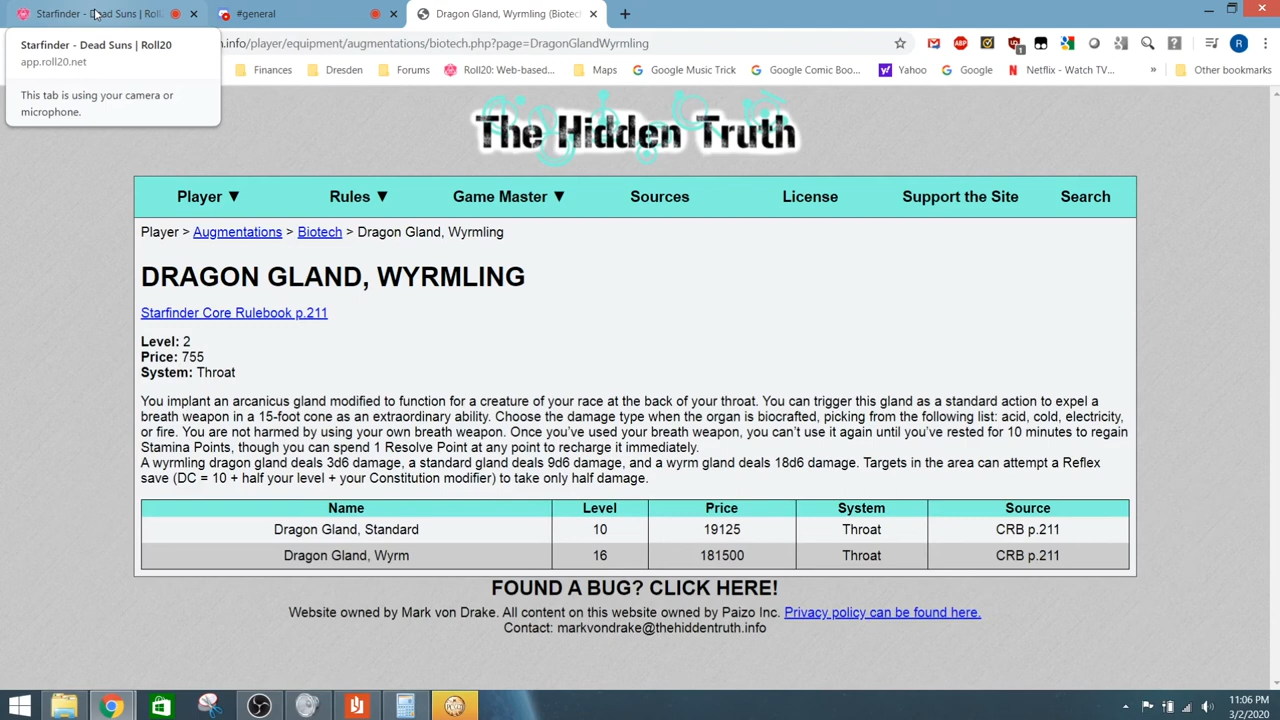 Starfinder - Dead Suns | Roll
#general
Dragon Gland, Wyrmling (Biotech
Starfinder - Dead Suns | Roll20
app.roll20.net
This tab is using your camera or
microphone.
.info/player/equipment/augmentations/biotech.php?page=DragonGlandWyrmling
ABP
1
R
Finances
Dresden
Forums
Roll20: Web-based...
Maps
Google Music Trick
Google Comic Boo...
Yahoo
Google
Netflix - Watch TV...
»
Other bookmarks
The Hidden Truth
Player ▼
Rules ▼
Game Master ▼
Sources
License
Support the Site
Search
Player > Augmentations > Biotech > Dragon Gland, Wyrmling
DRAGON GLAND, WYRMLING
Starfinder Core Rulebook p.211
Level: 2
Price: 755
System: Throat
You implant an arcanicus gland modified to function for a creature of your race at the back of your throat. You can trigger this gland as a standard action to expel a
breath weapon in a 15-foot cone as an extraordinary ability. Choose the damage type when the organ is biocrafted, picking from the following list: acid, cold, electricity,
or fire. You are not harmed by using your own breath weapon. Once you've used your breath weapon, you can't use it again until you've rested for 10 minutes to regain
Stamina Points, though you can spend 1 Resolve Point at any point to recharge it immediately.
A wyrmling dragon gland deals 3d6 damage, a standard gland deals 9d6 damage, and a wyrm gland deals 18d6 damage. Targets in the area can attempt a Reflex
save (DC = 10 + half your level + your Constitution modifier) to take only half damage.
Name Level Price System Source
Dragon Gland, Standard 10 19125 Throat CRB p.211
Dragon Gland, Wyrm 16 181500 Throat CRB p.211
FOUND A BUG? CLICK HERE!
Website owned by Mark von Drake. All content on this website owned by Paizo Inc. Privacy policy can be found here.
Contact: markvondrake@thehiddentruth.info
11:06 PM
3/2/2020